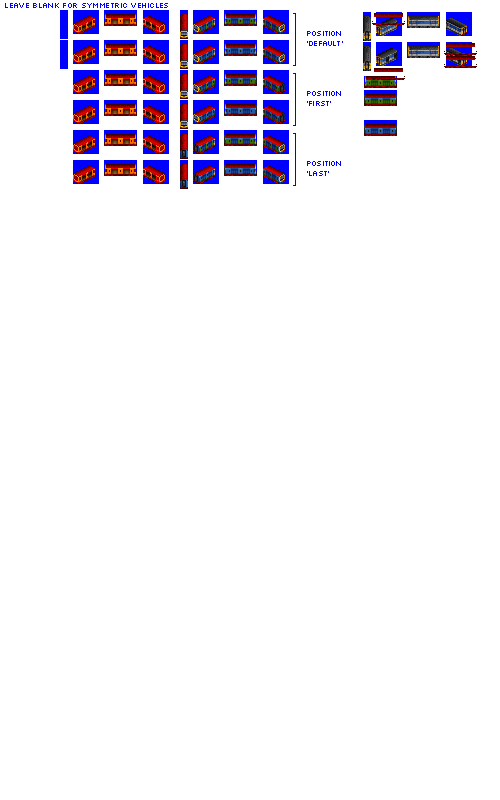 LEAVE BLANK FOR SYMMETRIC VEHICLES
POSITION
'DEFAULT'
POSITION
'FIRST'
POSITION
'LAST'